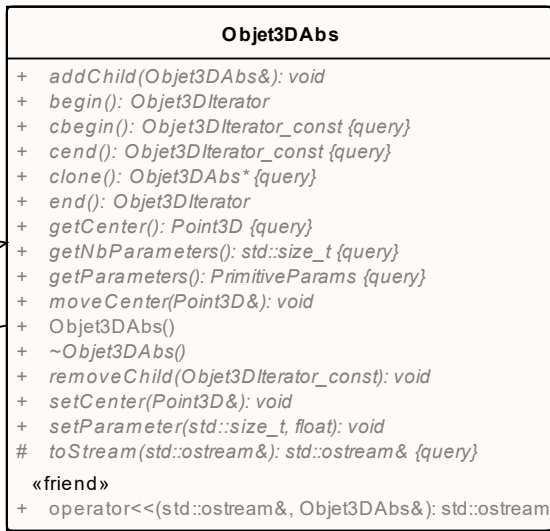 Objet3DAbs
+ addChild(Objet3DAbs&): void
+ begin(): Objet3DIterator
+ cbegin(): Objet3DIterator_const {query}
+ cend(): Objet3DIterator_const {query}
+ clone(): Objet3DAbs* {query}
+ end(): Objet3DIterator
+ getCenter(): Point3D {query}
+ getNbParameters(): std::size_t {query}
+ getParameters(): PrimitiveParams {query}
+ moveCenter(Point3D&): void
+ Objet3DAbs()
+ ~Objet3DAbs()
+ removeChild(Objet3DIterator_const): void
+ setCenter(Point3D&): void
+ setParameter(std::size_t, float): void
# toStream(std::ostream&): std::ostream& {query}
«friend»
+ operator<<(std::ostream&, Objet3DAbs&): std::ostream